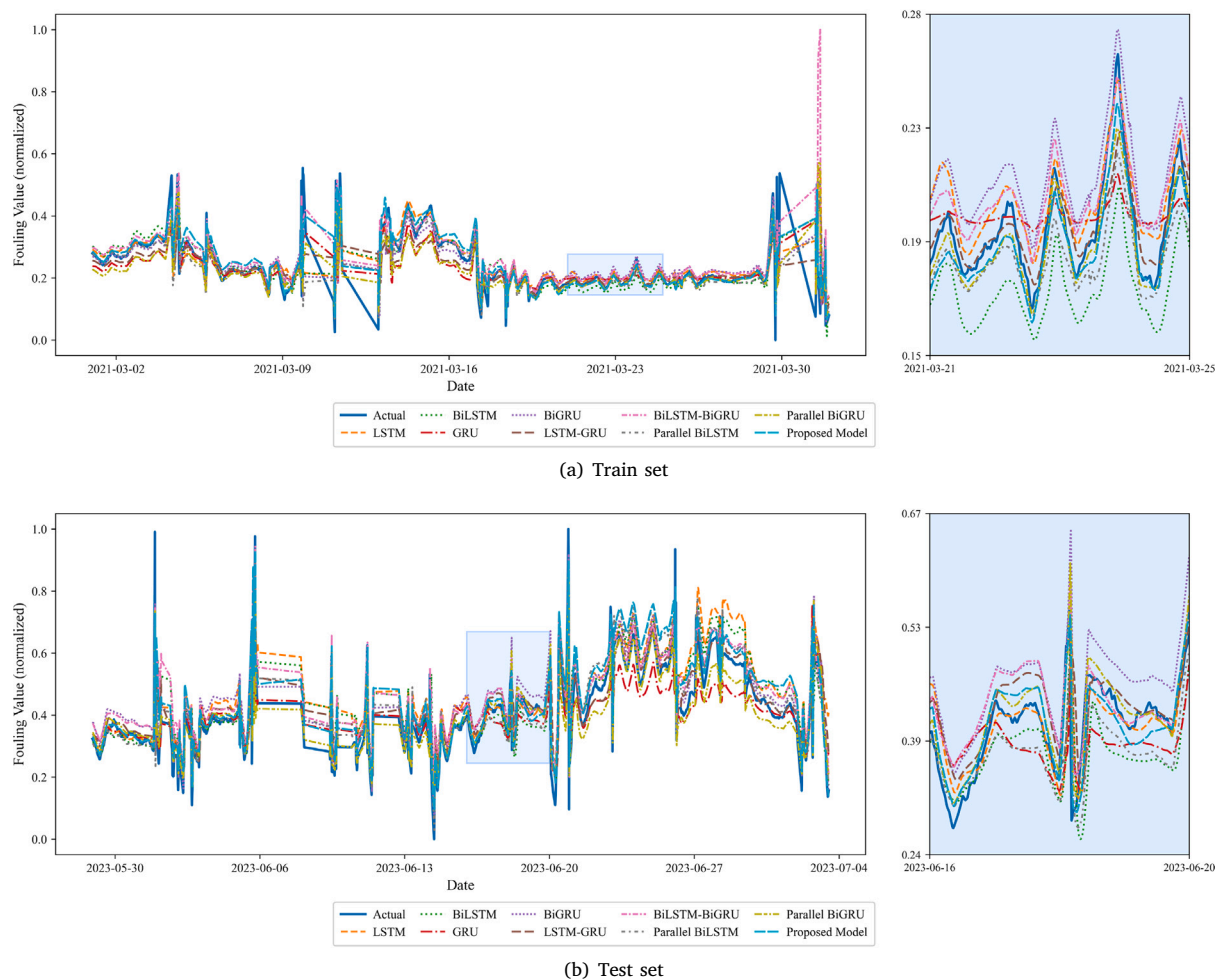 Fouling Value (normalized)
1.0
0.8
0.6
0.4
0.2
0.0
2021-03-02
2021-03-09
2021-03-16
2021-03-23
2021-03-30
Date
0.28
0.23
0.19
0.15
2021-03-21
2021-03-25
Actual
BiLSTM
BiGRU
BiLSTM-BiGRU
Parallel BiGRU
LSTM
GRU
LSTM-GRU
Parallel BiLSTM
Proposed Model
(a) Train set
Fouling Value (normalized)
1.0
0.8
0.6
0.4
0.2
0.0
2023-05-30
2023-06-06
2023-06-13
2023-06-20
2023-06-27
2023-07-04
Date
0.67
0.53
0.39
0.24
2023-06-16
2023-06-20
Actual
BiLSTM
BiGRU
BiLSTM-BiGRU
Parallel BiGRU
LSTM
GRU
LSTM-GRU
Parallel BiLSTM
Proposed Model
(b) Test set